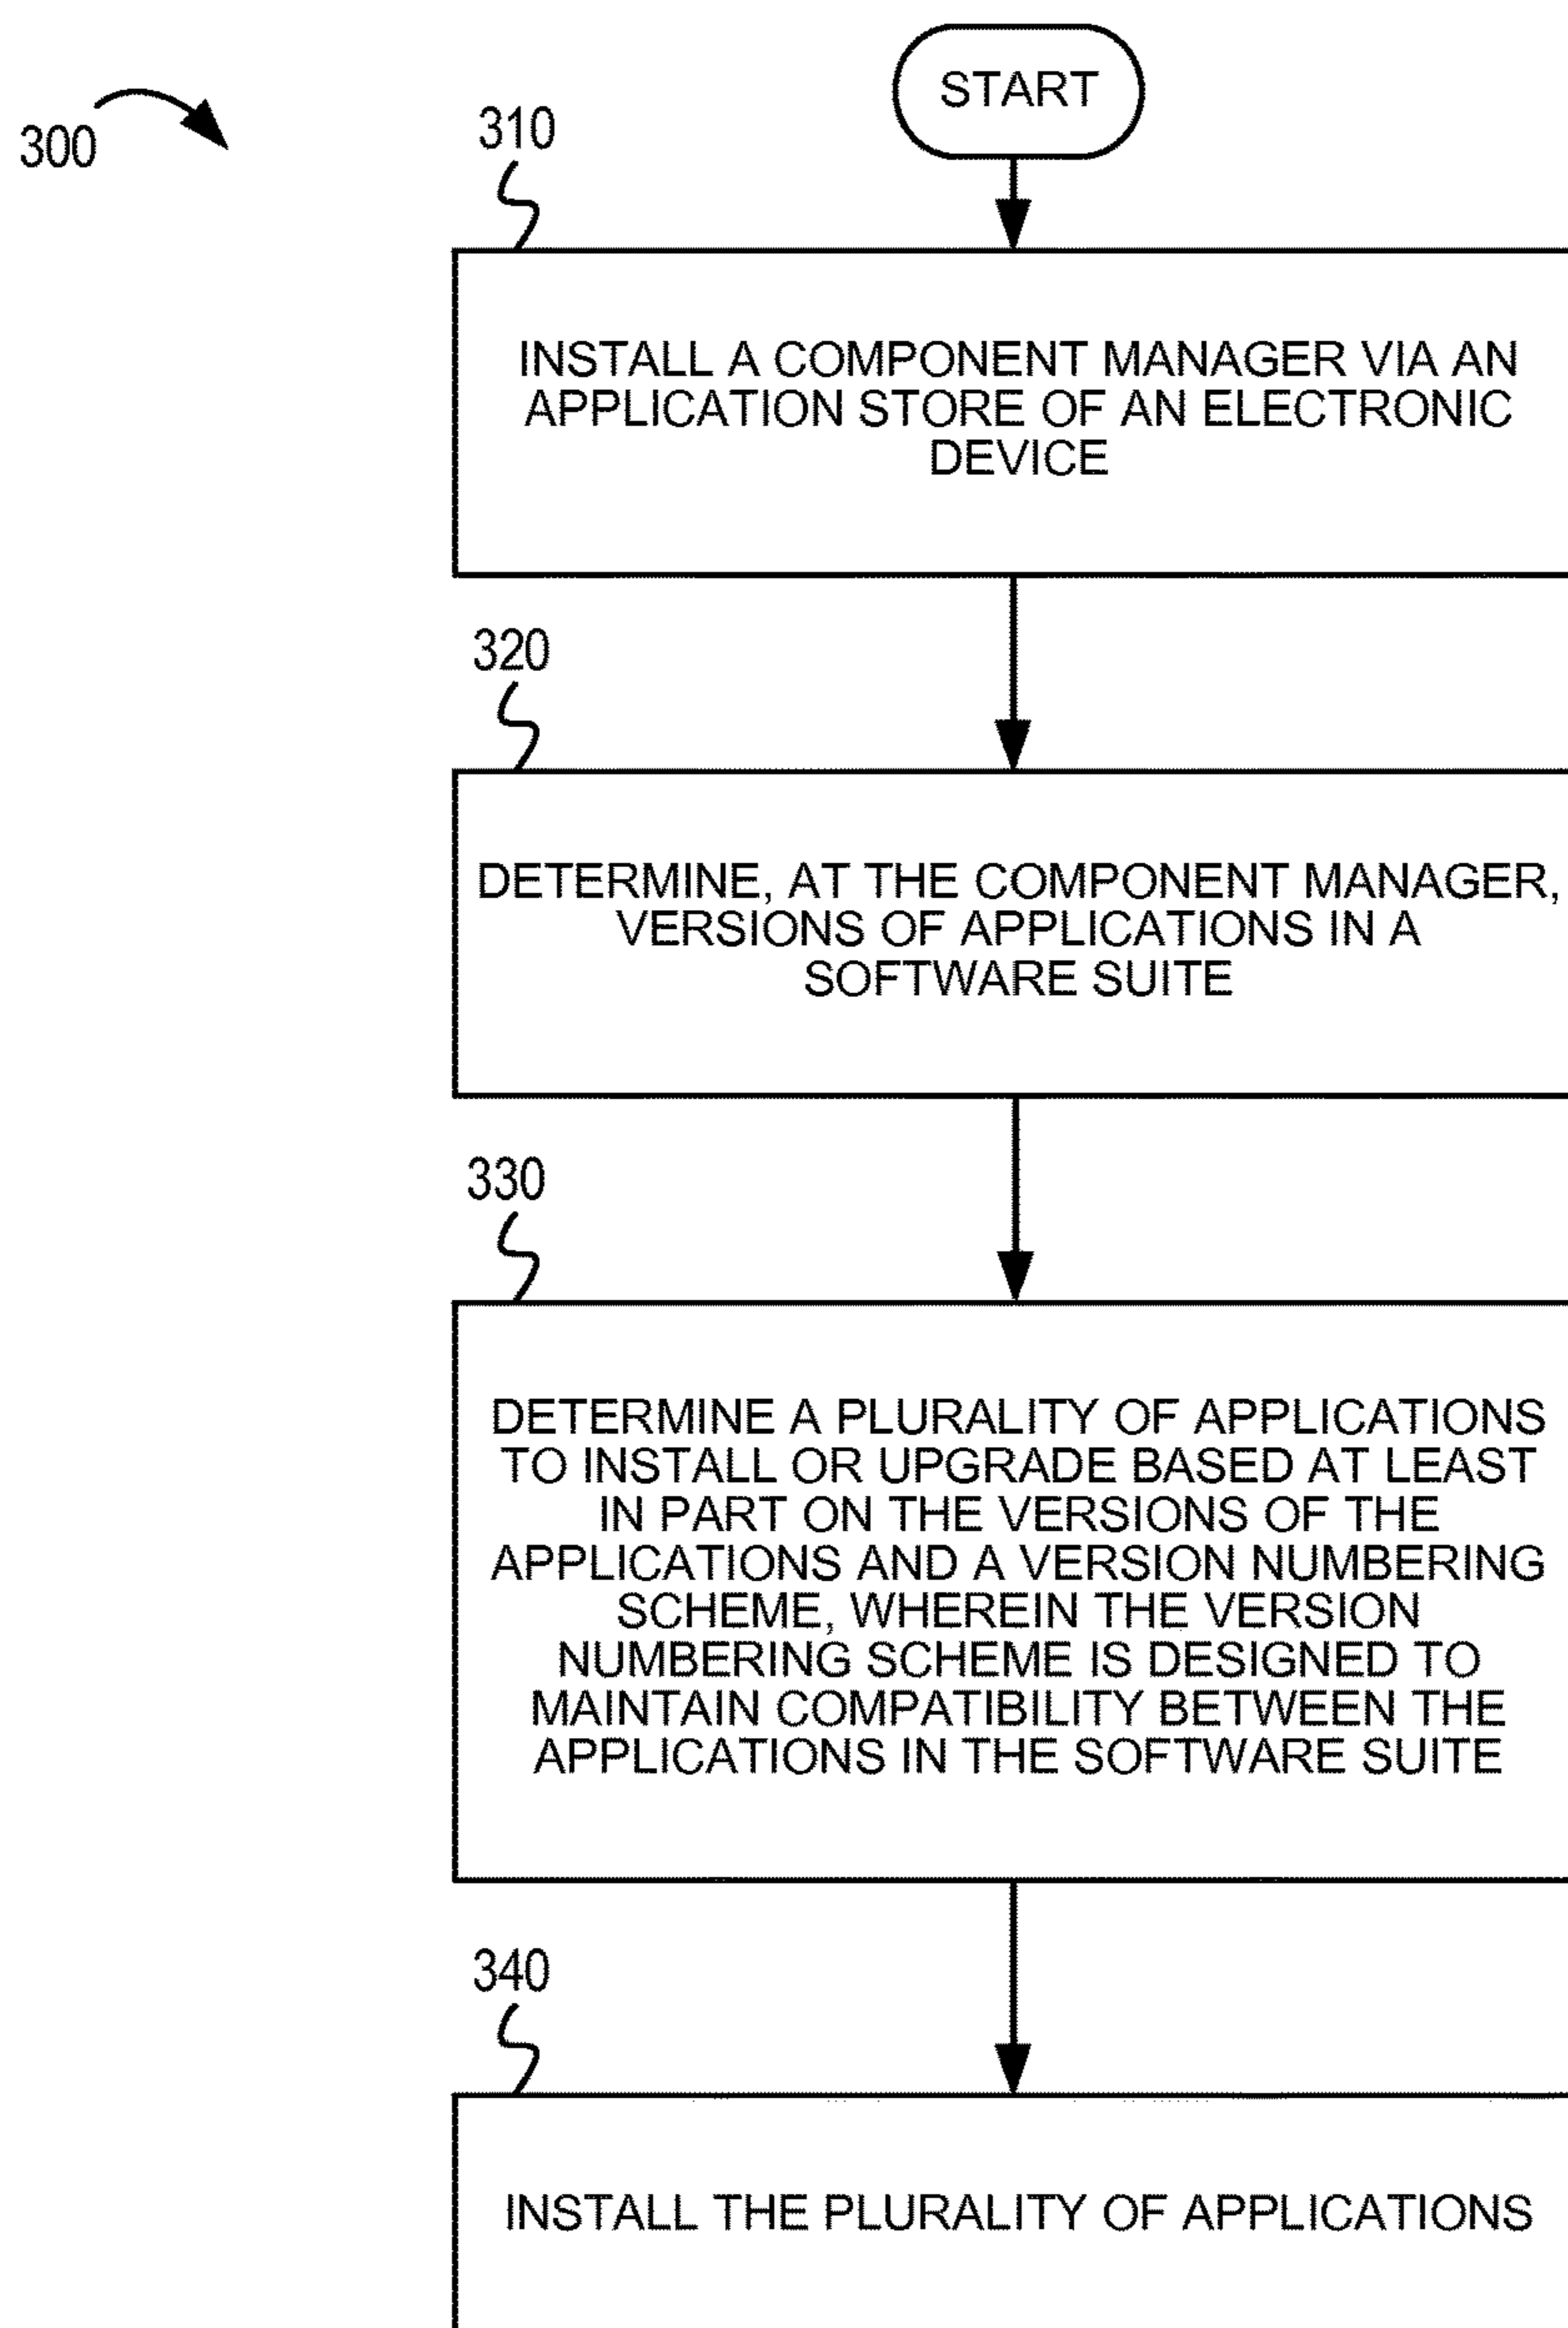 START
300
310
INSTALL A COMPONENT MANAGER VIA AN
APPLICATION STORE OF AN ELECTRONIC
DEVICE
320
DETERMINE, AT THE COMPONENT MANAGER,
VERSIONS OF APPLICATIONS IN A
SOFTWARE SUITE
330
DETERMINE A PLURALITY OF APPLICATIONS
TO INSTALL OR UPGRADE BASED AT LEAST
IN PART ON THE VERSIONS OF THE
APPLICATIONS AND A VERSION NUMBERING
SCHEME, WHEREIN THE VERSION
NUMBERING SCHEME IS DESIGNED TO
MAINTAIN COMPATIBILITY BETWEEN THE
APPLICATIONS IN THE SOFTWARE SUITE
340
INSTALL THE PLURALITY OF APPLICATIONS